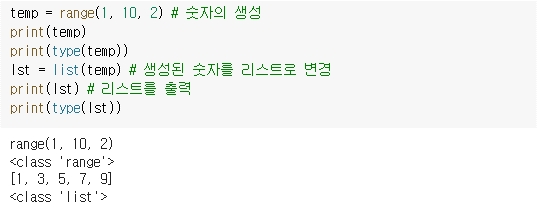 temp = range(1, 10, 2) # 숫자의 생성
print(temp)
print(type(temp))
lst = list(temp) # 생성된 숫자를 리스트로 변경
print(lst) # 리스트를 출력
print(type(lst))
range(1, 10, 2)
<class 'range'>
[1, 3, 5, 7, 9]
<class 'list'>